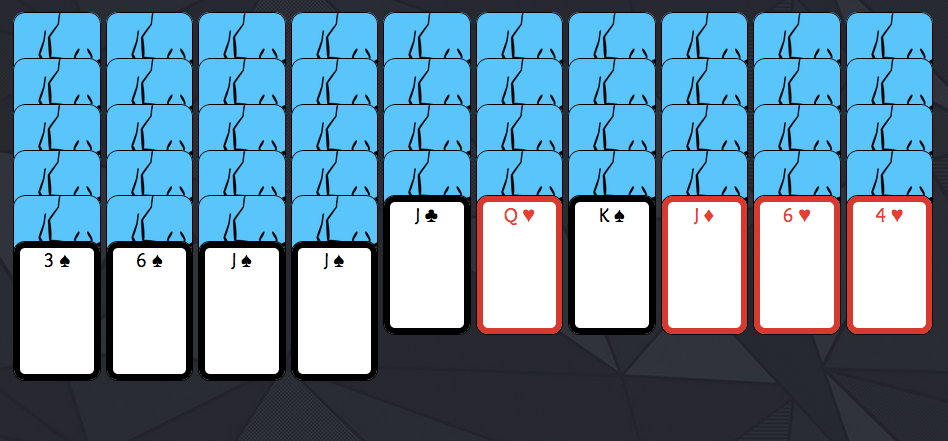 J ♣ Q ♥ K ♠ J ♦ 6 ♥ 4 ♥
3 ♠ 6 ♠ J ♠ J ♠